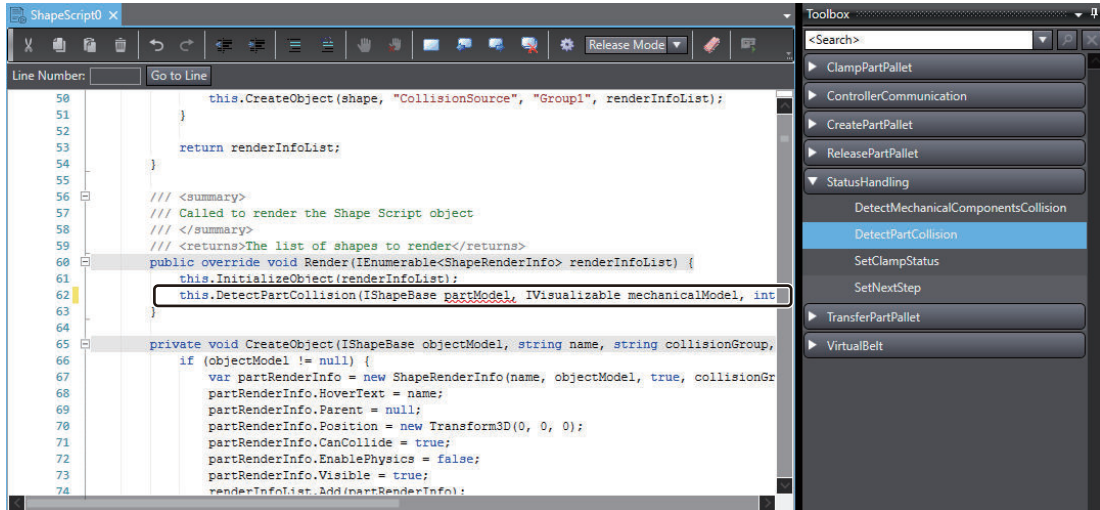 ShapeScript0
Release Mode
Line Number:
Go to Line
50 this.CreateObject(shape, "CollisionSource", "Group1", renderInfoList);
51 }
52
53 return renderInfoList;
54 }
55
56 /// <summary>
57 /// Called to render the Shape Script object
58 /// </summary>
59 /// <returns>The list of shapes to render</returns>
60 public override void Render(IEnumerable<ShapeRenderInfo> renderInfoList) {
61 this.InitializeObject(renderInfoList);
62 this.DetectPartCollision(IShapeBase partModel, IVisualizable mechanicalModel, int
63 }
64
65 private void CreateObject(IShapeBase objectModel, string name, string collisionGroup,
66 if (objectModel != null) {
67 var partRenderInfo = new ShapeRenderInfo(name, objectModel, true, collisionGr
68 partRenderInfo.HoverText = name;
69 partRenderInfo.Parent = null;
70 partRenderInfo.Position = new Transform3D(0, 0, 0);
71 partRenderInfo.CanCollide = true;
72 partRenderInfo.EnablePhysics = false;
73 partRenderInfo.Visible = true;
74 renderInfoList.Add(partRenderInfo);
Toolbox
<Search>
ClampPartPallet
ControllerCommunication
CreatePartPallet
ReleasePartPallet
StatusHandling
DetectMechanicalComponentsCollision
DetectPartCollision
SetClampStatus
SetNextStep
TransferPartPallet
VirtualBelt